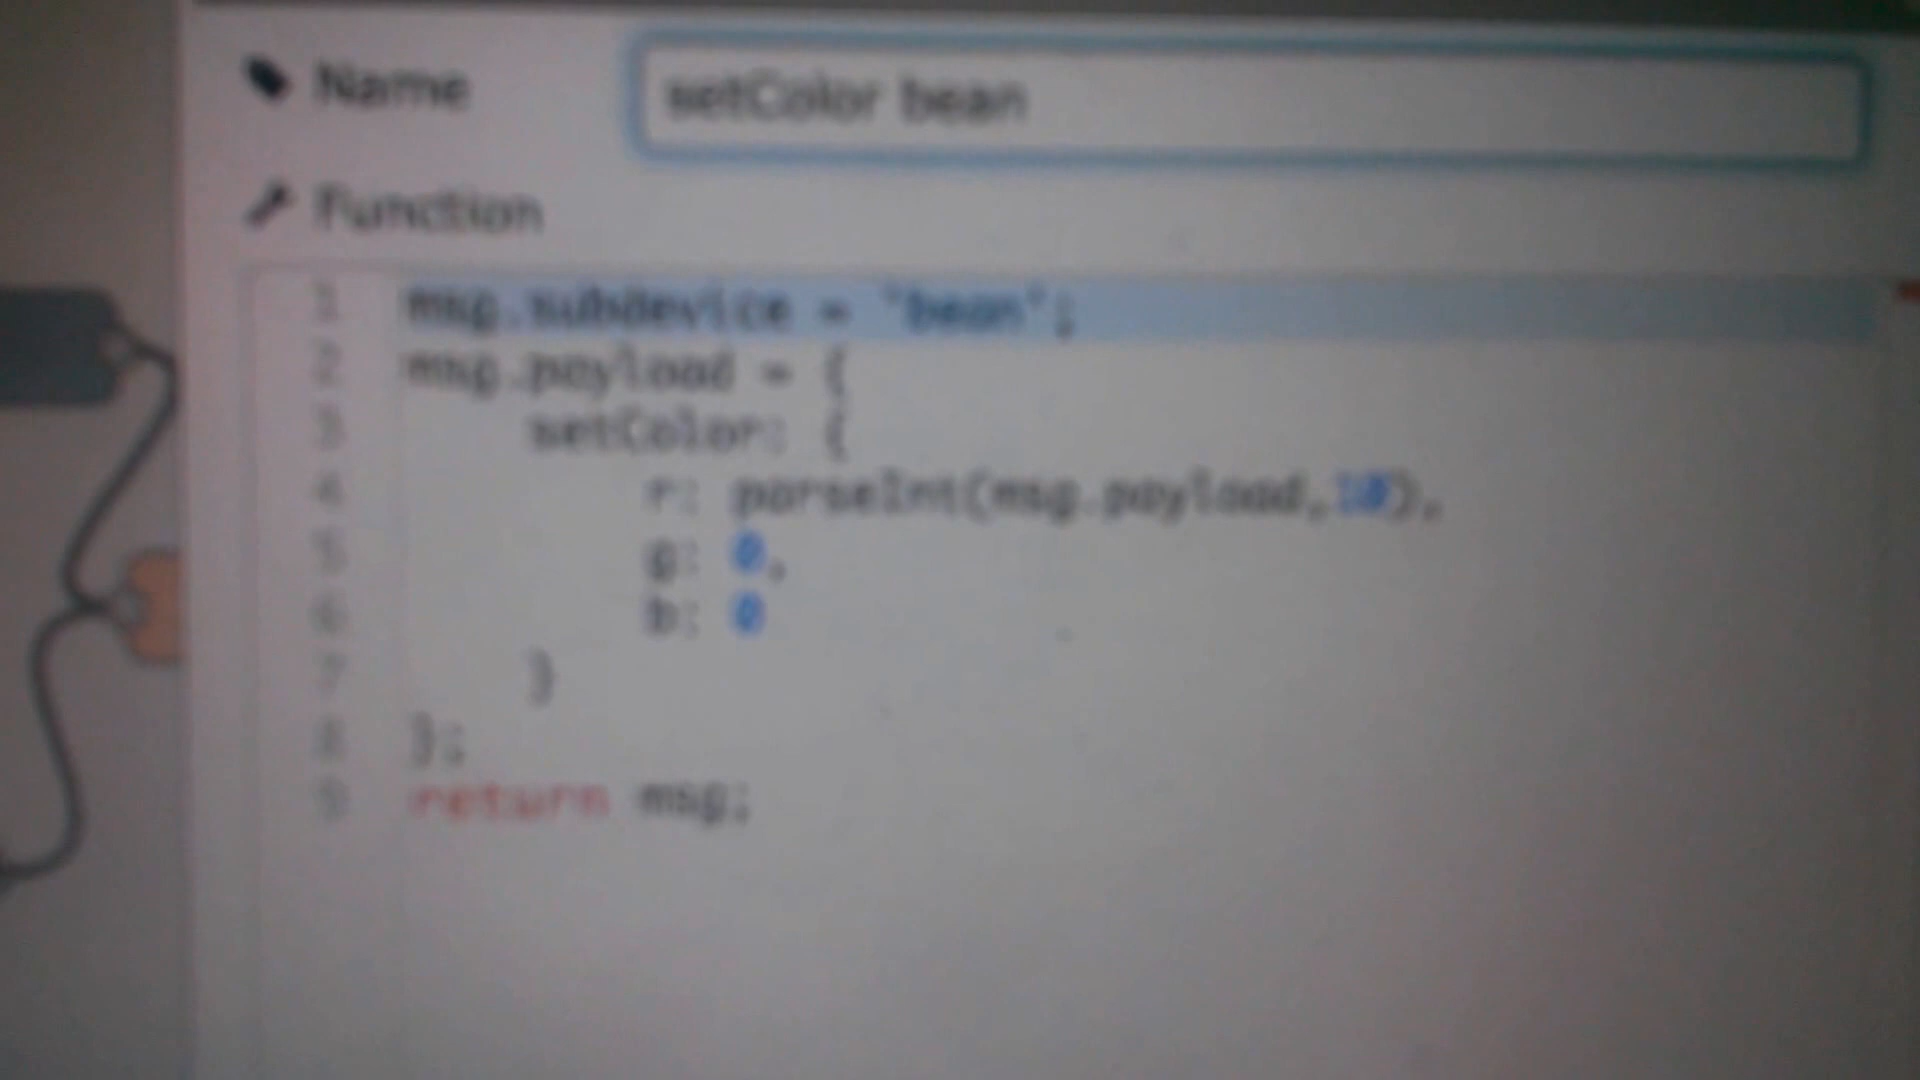 Name
setColor bean
Function
1 msg.subdevice = 'bean';
2 msg.payload = {
3 setColor: {
4 r: parseInt(msg.payload,10),
5 g: 0,
6 b: 0
7 }
8 };
9 return msg;